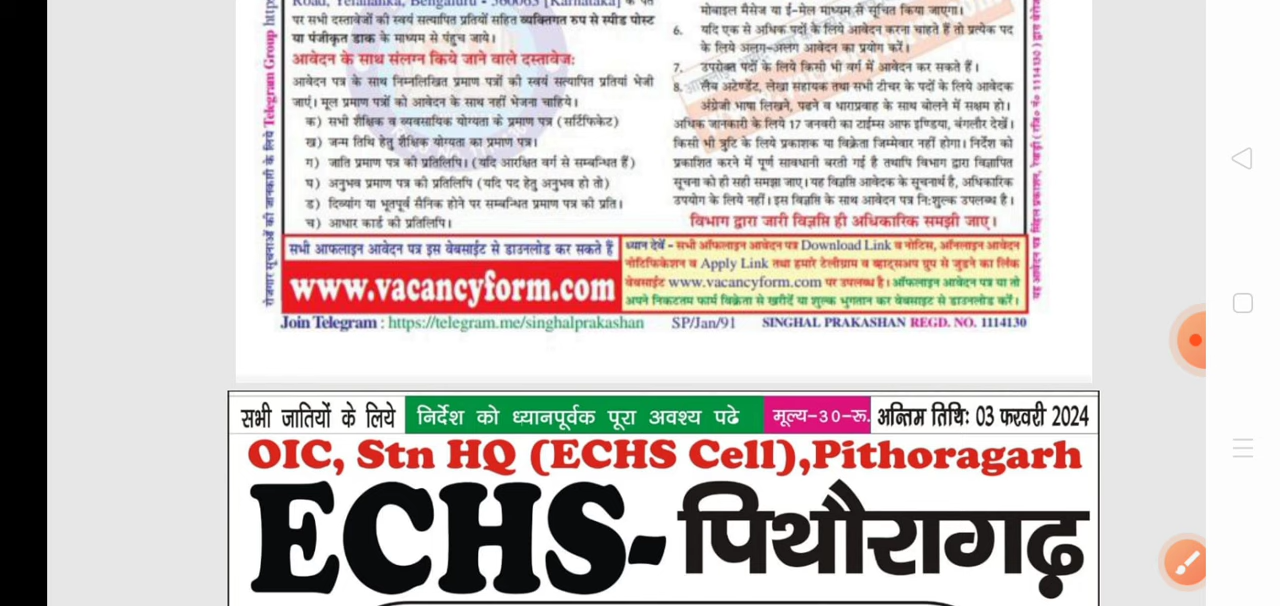 Road, Yelahanka, Bengaluru - 560063 [Karnataka] के पते
पर सभी दस्तावेजों की स्वयं सत्यापित प्रतियों सहित व्यक्तिगत रुप से स्पीड पोस्ट
या पंजीकृत डाक के माध्यम से पंहुच जाये।
आवेदन के साथ संलग्न किये जाने वाले दस्तावेज:
आवेदन पत्र के साथ निम्नलिखित प्रमाण पत्रों की स्वयं सत्यापित प्रतियां भेजी
जाएं। मूल प्रमाण पत्रों को आवेदन के साथ नहीं भेजना चाहिये।
क) सभी शैक्षिक व व्यवसायिक योग्यता के प्रमाण पत्र (सर्टिफिकेट)
ख) जन्म तिथि हेतु शैक्षिक योग्यता का प्रमाण पत्र।
ग) जाति प्रमाण पत्र की प्रतिलिपि। (यदि आरक्षित वर्ग से सम्बन्धित हैं)
घ) अनुभव प्रमाण पत्र की प्रतिलिपि (यदि पद हेतु अनुभव हो तो)
ड) दिव्यांग या भूतपूर्व सैनिक होने पर सम्बन्धित प्रमाण पत्र की प्रति।
च) आधार कार्ड की प्रतिलिपि।
मोबाइल मैसेज या ई-मेल माध्यम से सूचित किया जाएगा।
6. यदि एक से अधिक पदों के लिये आवेदन करना चाहते हैं तो प्रत्येक पद
के लिये अलग-अलग आवेदन का प्रयोग करें।
7. उपरोक्त पदों के लिये किसी भी वर्ग में आवेदन कर सकते हैं।
8. लैब अटेण्डेंट, लेखा सहायक तथा सभी टीचर के पदों के लिये आवेदक
अंग्रेजी भाषा लिखने, पढने व धाराप्रवाह के साथ बोलने में सक्षम हो।
अधिक जानकारी के लिये 17 जनवरी का टाईम्स आफ इण्डिया, बंगलौर देखें।
किसी भी त्रुटि के लिये प्रकाशक या विक्रेता जिम्मेवार नहीं होगा। निर्देश को
प्रकाशित करने में पूर्ण सावधानी बरती गई है तथापि विभाग द्वारा विज्ञापित
सूचना को ही सही समझा जाए। यह विज्ञप्ति आवेदक के सूचनार्थ है, अधिकारिक
उपयोग के लिये नहीं। इस विज्ञप्ति के साथ आवेदन पत्र नि:शुल्क उपलब्ध है।
विभाग द्वारा जारी विज्ञप्ति ही अधिकारिक समझी जाए।
रोजगार सूचनाओं की जानकारी के लिये Telegram Group
सभी आफलाइन आवेदन पत्र इस वेबसाईट से डाउनलोड कर सकते हैं
www.vacancyform.com
ध्यान देवें - सभी ऑफलाइन आवेदन पत्र Download Link व नोटिस, ऑनलाइन आवेदन
नोटिफिकेशन व Apply Link तथा हमारे टेलीग्राम व व्हाट्सअप ग्रुप से जुडने का लिंक
वेबसाईट www.vacancyform.com पर उपलब्ध है। ऑफलाइन आवेदन पत्र या तो
अपने निकटतम फार्म विक्रेता से खरीदें या शुल्क भुगतान कर वेबसाइट से डाउनलोड करें।
Join Telegram : https://telegram.me/singhalprakashan SP/Jan/91 SINGHAL PRAKASHAN REGD. NO. 1114130
सभी जातियों के लिये निर्देश को ध्यानपूर्वक पूरा अवश्य पढे मूल्य-30-रू. अन्तिम तिथि: 03 फरवरी 2024
OIC, Stn HQ (ECHS Cell),Pithoragarh
ECHS-पिथौरागढ़